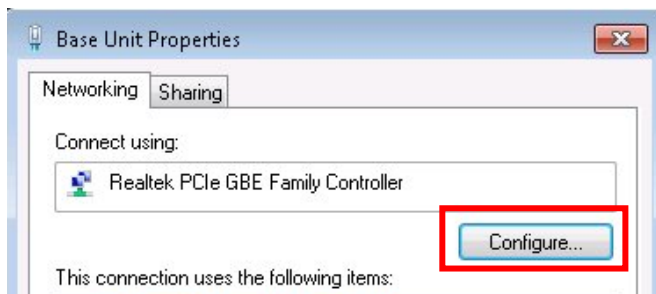 Base Unit Properties
Networking
Sharing
Connect using:
Realtek PCIe GBE Family Controller
Configure...
This connection uses the following items: